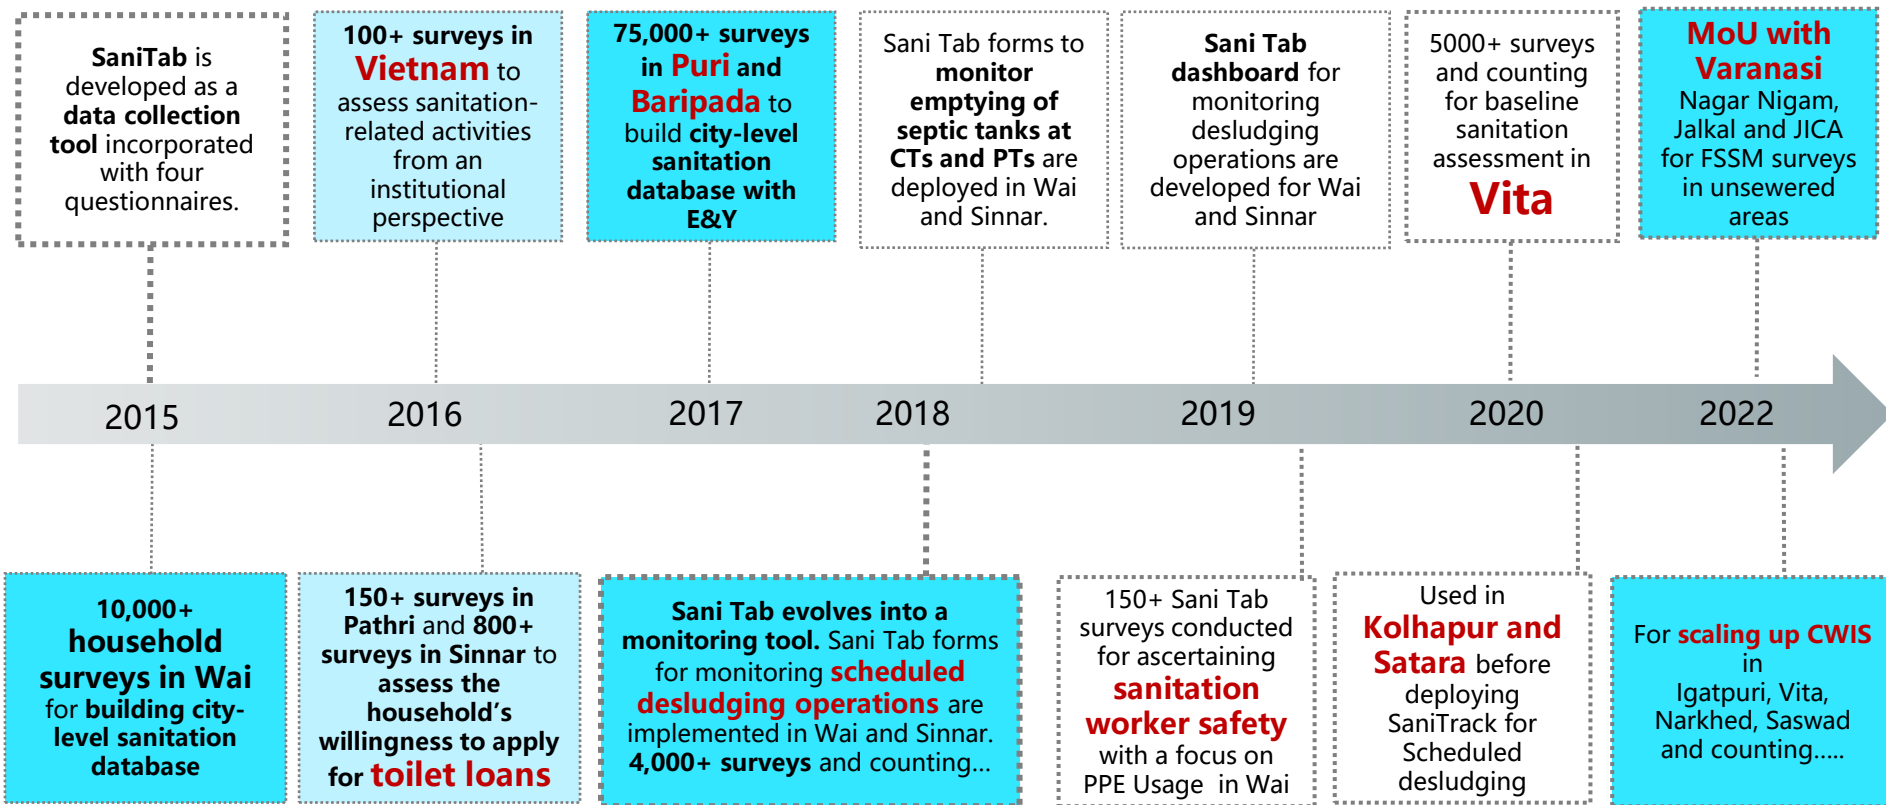 SaniTab is
developed as a
data collection
tool incorporated
with four
questionnaires.
100+ surveys in
Vietnam to
assess sanitation-
related activities
from an
institutional
perspective
75,000+ surveys
in Puri and
Baripada to
build city-level
sanitation
database with
E&Y
Sani Tab forms to
monitor
emptying of
septic tanks at
CTs and PTs are
deployed in Wai
and Sinnar.
Sani Tab
dashboard for
monitoring
desludging
operations are
developed for Wai
and Sinnar
5000+ surveys
and counting
for baseline
sanitation
assessment in
Vita
MoU with
Varanasi
Nagar Nigam,
Jalkal and JICA
for FSSM surveys
in unsewered
areas
2015
2016
2017
2018
2019
2020
2022
10,000+
household
surveys in Wai
for building city-
level sanitation
database
150+ surveys in
Pathri and 800+
surveys in Sinnar to
assess the
household's
willingness to apply
for toilet loans
Sani Tab evolves into a
monitoring tool. Sani Tab forms
for monitoring scheduled
desludging operations are
implemented in Wai and Sinnar.
4,000+ surveys and counting...
150+ Sani Tab
surveys conducted
for ascertaining
sanitation
worker safety
with a focus on
PPE Usage in Wai
Used in
Kolhapur and
Satara before
deploying
SaniTrack for
Scheduled
desludging
For scaling up CWIS
in
Igatpuri, Vita,
Narkhed, Saswad
and counting.....